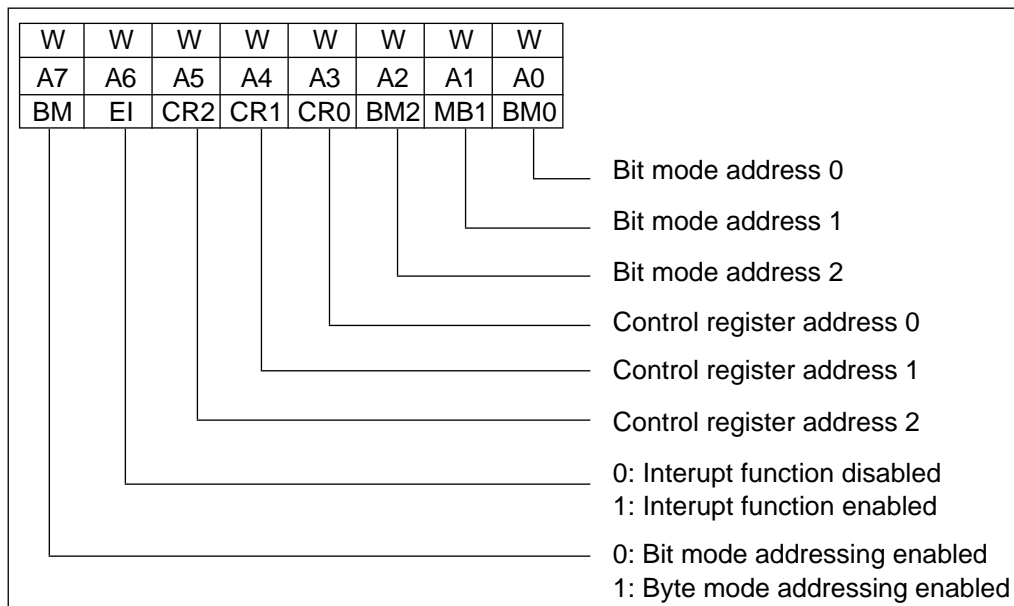 W W W W W W W W
A7 A6 A5 A4 A3 A2 A1 A0
BM EI CR2 CR1 CR0 BM2 MB1 BM0
Bit mode address 0
Bit mode address 1
Bit mode address 2
Control register address 0
Control register address 1
Control register address 2
0: Interupt function disabled
1: Interrupt function enabled
0: Bit mode addressing enabled
1: Byte mode addressing enabled